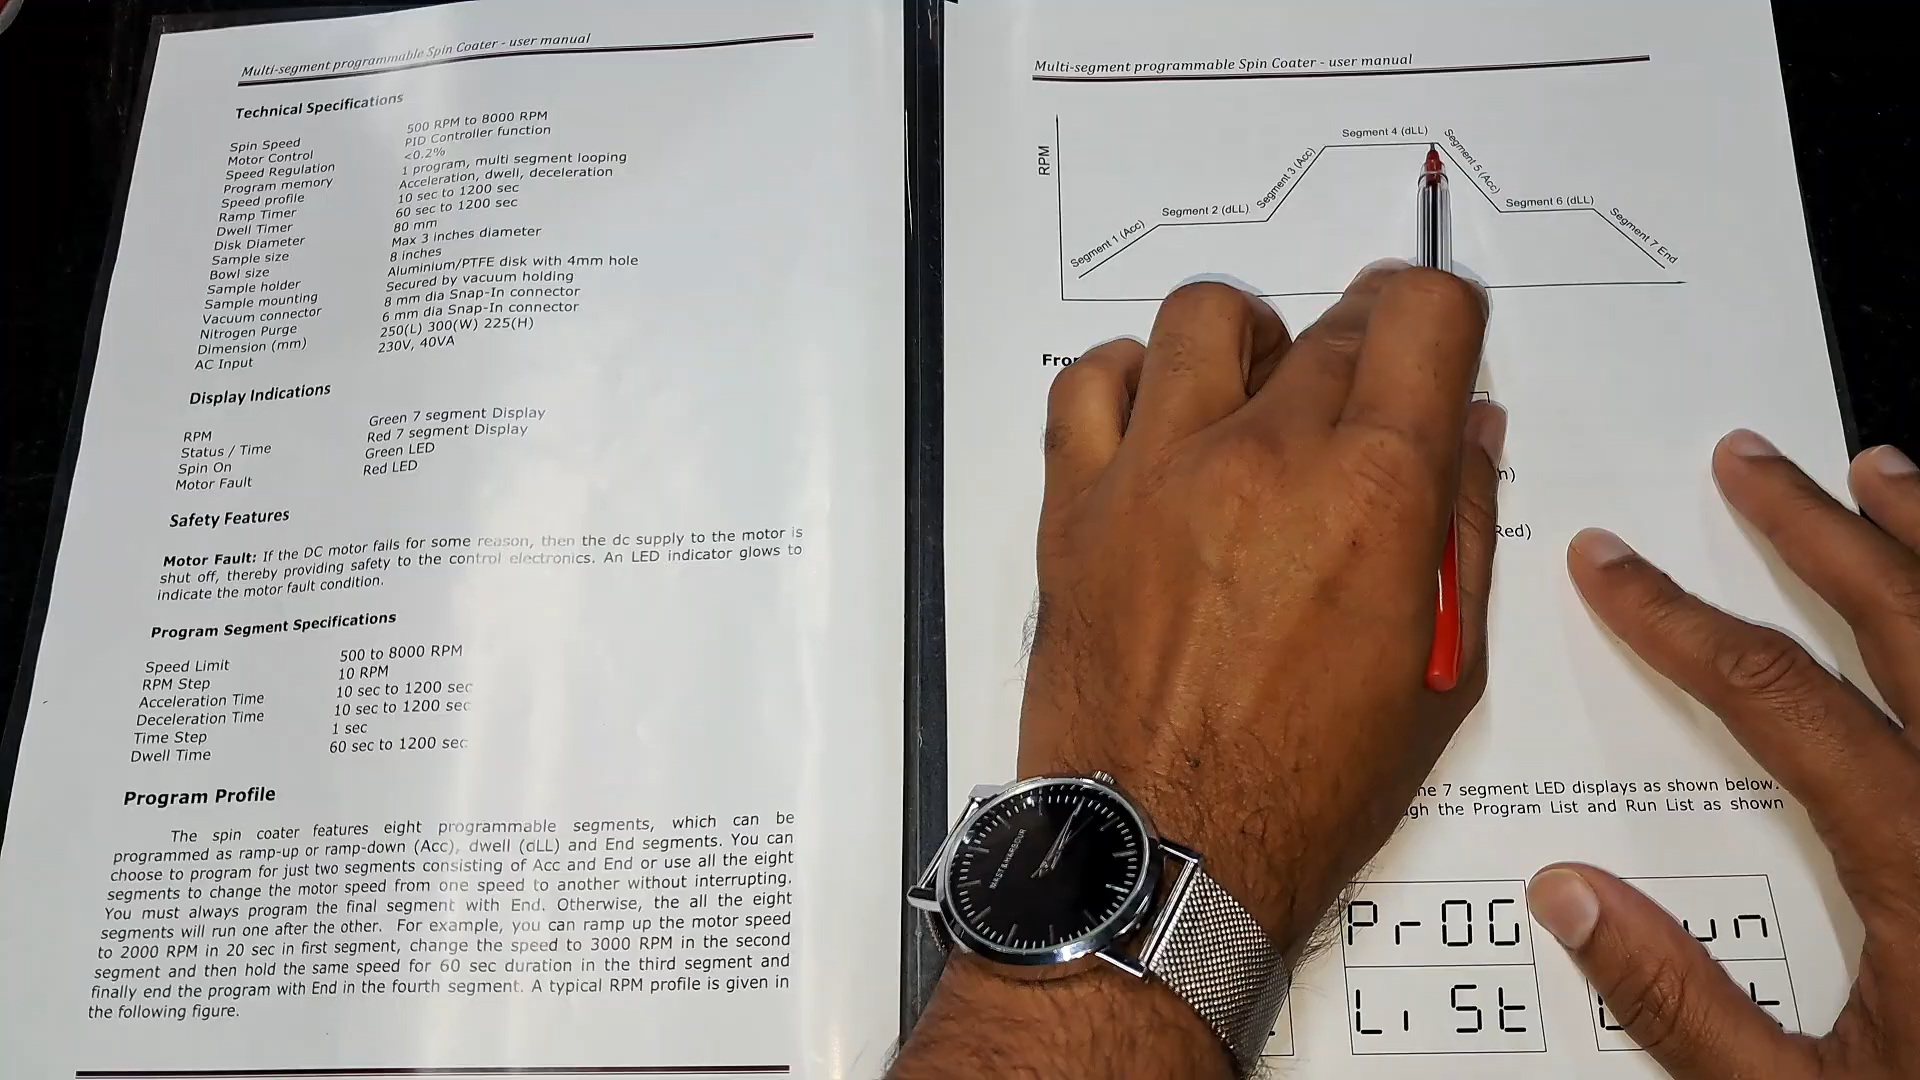 Multi-segment programmable Spin Coater - user manual
Technical Specifications
Spin Speed 500 RPM to 8000 RPM
Motor Control PID Controller function
Speed Regulation <0.2%
Program memory 1 program, multi segment looping
Speed profile Acceleration, dwell, deceleration
Ramp Timer 10 sec to 1200 sec
Dwell Timer 60 sec to 1200 sec
Disk Diameter 80 mm
Sample size Max 3 inches diameter
Bowl size 8 inches
Sample holder Aluminium/PTFE disk with 4mm hole
Sample mounting Secured by vacuum holding
Vacuum connector 8 mm dia Snap-In connector
Nitrogen Purge 6 mm dia Snap-In connector
Dimension (mm) 250(L) 300(W) 225(H)
AC Input 230V, 40VA
Display Indications
RPM Green 7 segment Display
Status / Time Red 7 segment Display
Spin On Green LED
Motor Fault Red LED
Safety Features
Motor Fault: If the DC motor fails for some reason, then the dc supply to the motor is
shut off, thereby providing safety to the control electronics. An LED indicator glows to
indicate the motor fault condition.
Program Segment Specifications
Speed Limit 500 to 8000 RPM
RPM Step 10 RPM
Acceleration Time 10 sec to 1200 sec
Deceleration Time 10 sec to 1200 sec
Time Step 1 sec
Dwell Time 60 sec to 1200 sec
Program Profile
The spin coater features eight programmable segments, which can be
programmed as ramp-up or ramp-down (Acc), dwell (dLL) and End segments. You can
choose to program for just two segments consisting of Acc and End or use all the eight
segments to change the motor speed from one speed to another without interrupting.
You must always program the final segment with End. Otherwise, the all the eight
segments will run one after the other. For example, you can ramp up the motor speed
to 2000 RPM in 20 sec in first segment, change the speed to 3000 RPM in the second
segment and then hold the same speed for 60 sec duration in the third segment and
finally end the program with End in the fourth segment. A typical RPM profile is given in
the following figure.
Multi-segment programmable Spin Coater - user manual
RPM
Segment 1 (Acc)
Segment 2 (dLL)
Segment 3 (Acc)
Segment 4 (dLL)
Segment 5 (Acc)
Segment 6 (dLL)
Segment 7 End
Red)
7 segment LED displays as shown below.
the Program List and Run List as shown
PrOG
LiSt
MAST & HARBOUR